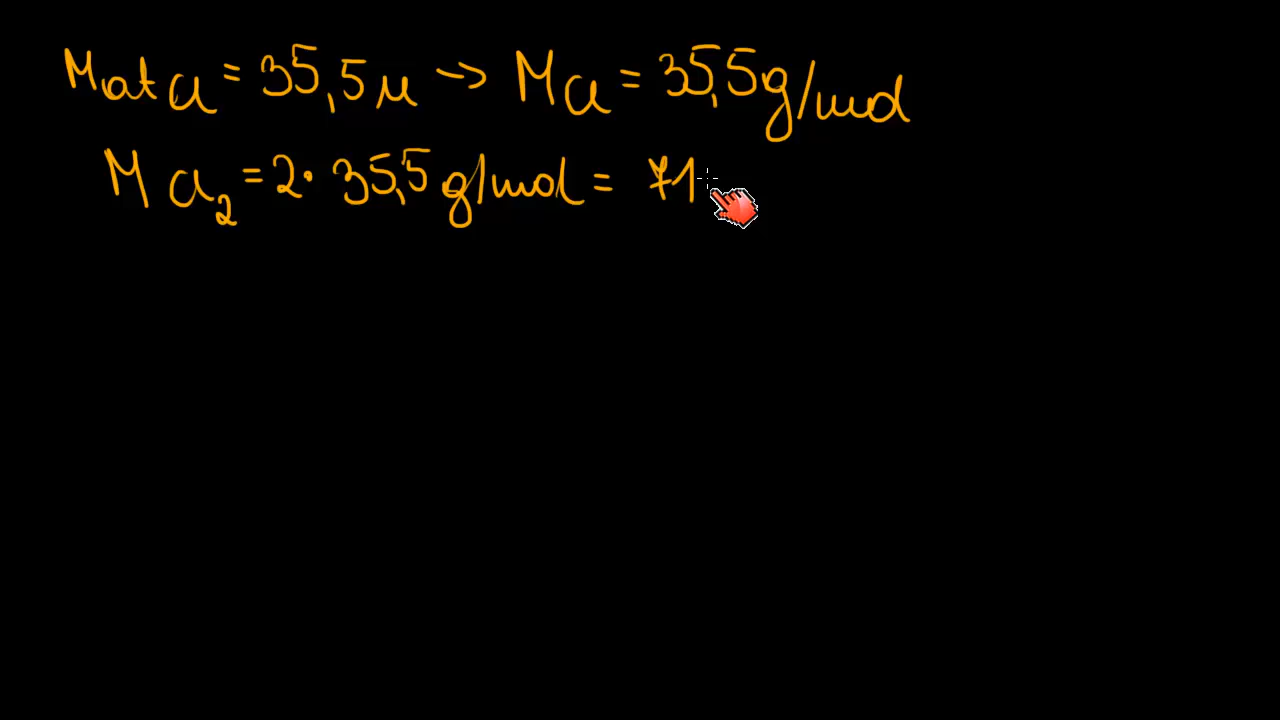 Mat Cl = 35,5 u → M Cl = 35,5 g/mol
M Cl₂ = 2 · 35,5 g/mol = 71